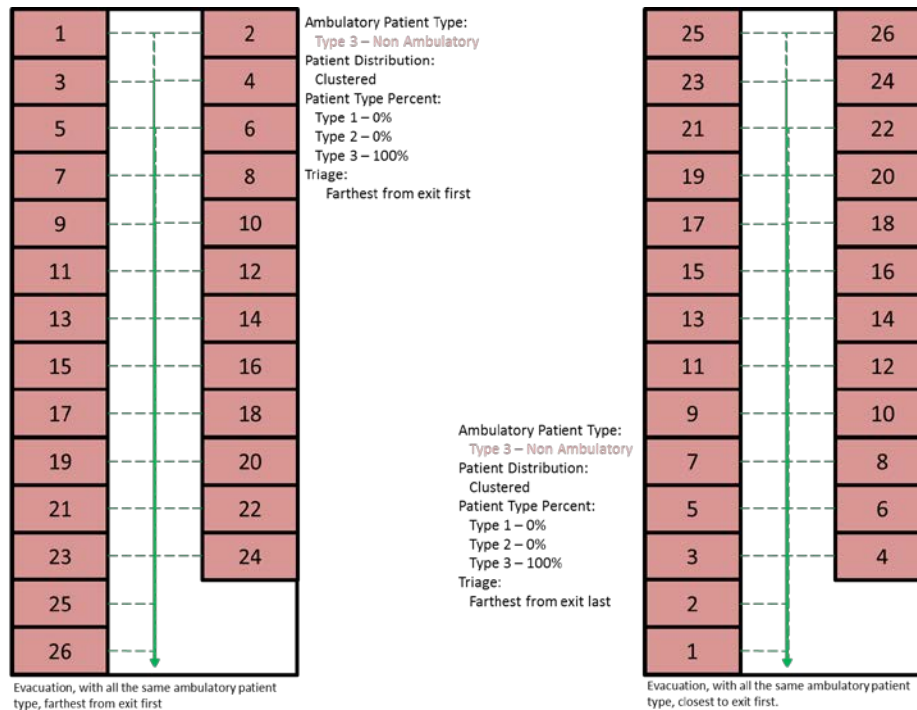 1 2
3 4
5 6
7 8
9 10
11 12
13 14
15 16
17 18
19 20
21 22
23 24
25
26
Ambulatory Patient Type:
Type 3 – Non Ambulatory
Patient Distribution:
Clustered
Patient Type Percent:
Type 1 – 0%
Type 2 – 0%
Type 3 – 100%
Triage:
Farthest from exit first
Evacuation, with all the same ambulatory patient
type, farthest from exit first
25 26
23 24
21 22
19 20
17 18
15 16
13 14
11 12
9 10
7 8
5 6
3 4
2
1
Ambulatory Patient Type:
Type 3 – Non Ambulatory
Patient Distribution:
Clustered
Patient Type Percent:
Type 1 – 0%
Type 2 – 0%
Type 3 – 100%
Triage:
Farthest from exit last
Evacuation, with all the same ambulatory patient
type, closest to exit first.